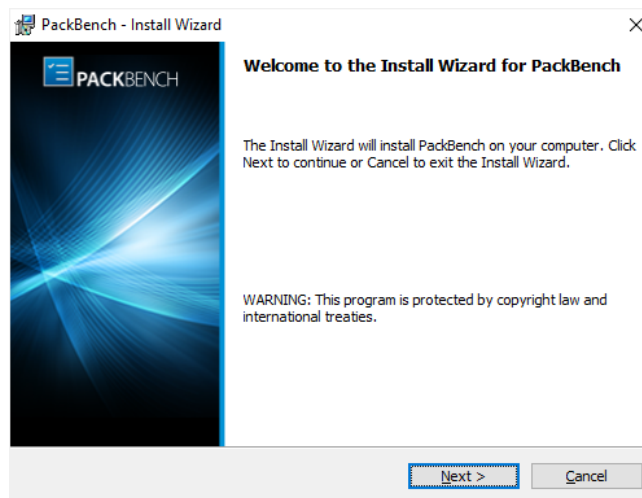 PackBench - Install Wizard
PACKBENCH
Welcome to the Install Wizard for PackBench
The Install Wizard will install PackBench on your computer. Click
Next to continue or Cancel to exit the Install Wizard.
WARNING: This program is protected by copyright law and
international treaties.
Next >
Cancel